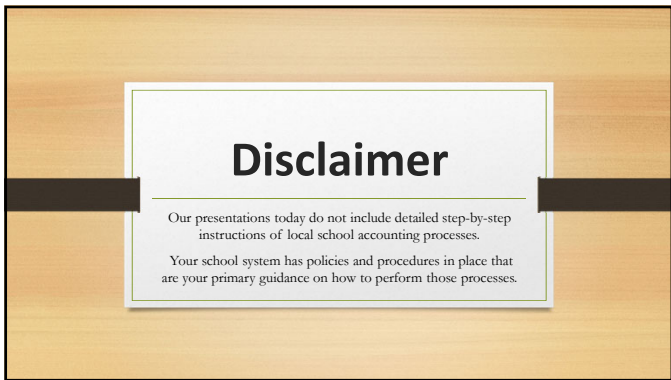 Disclaimer
Our presentations today do not include detailed step-by-step
instructions of local school accounting processes.
Your school system has policies and procedures in place that
are your primary guidance on how to perform those processes.